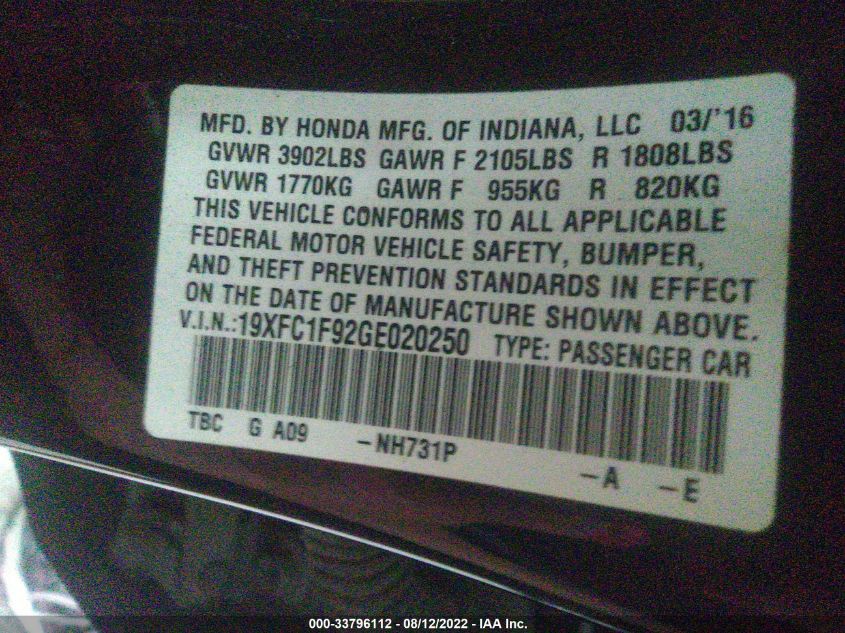 MFD. BY HONDA MFG. OF INDIANA, LLC 03/'16
GVWR 3902LBS GAWR F 2105LBS R 1808LBS
GVWR 1770KG GAWR F 955KG R 820KG
THIS VEHICLE CONFORMS TO ALL APPLICABLE
FEDERAL MOTOR VEHICLE SAFETY, BUMPER,
AND THEFT PREVENTION STANDARDS IN EFFECT
ON THE DATE OF MANUFACTURE SHOWN ABOVE.
V.I.N.:19XFC1F92GE020250 TYPE: PASSENGER CAR
TBC G A09 -NH731P -A -E
000-33796112 - 08/12/2022 - IAA Inc.